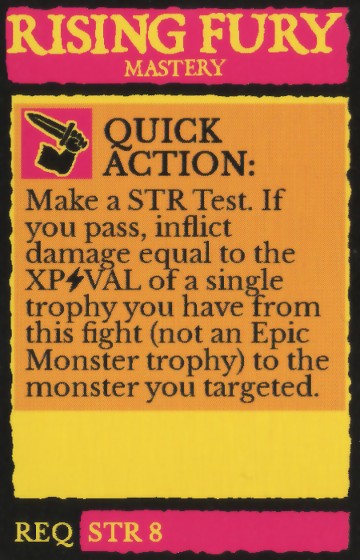 RISING FURY
MASTERY
QUICK
ACTION:
Make a STR Test. If
you pass, inflict
damage equal to the
XP⚡VAL of a single
trophy you have from
this fight (not an Epic
Monster trophy) to the
monster you targeted.
REQ STR 8